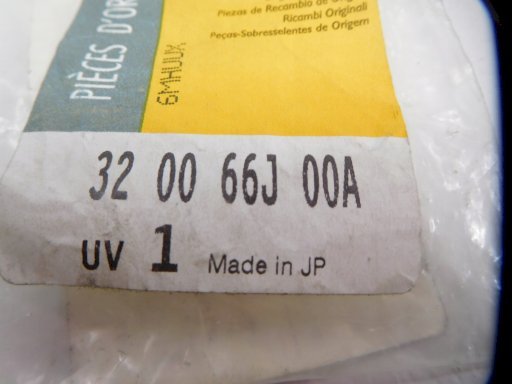 PIÈCES D'OR
6MHUUX
Piezas de Recambio de
Ricambi Originali
Peças-Sobresselentes de Origem
32 00 66J 00A
UV 1 Made in JP